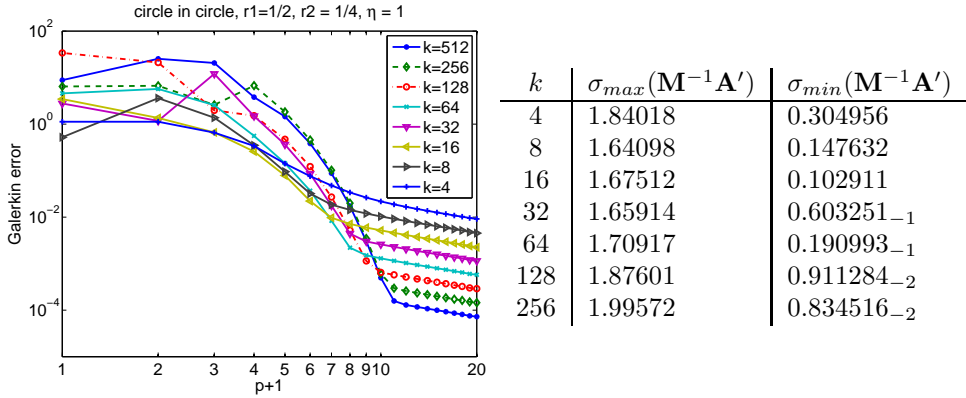 circle in circle, r1=1/2, r2 = 1/4, η = 1
Galerkin error
10^2
10^0
10^-2
10^-4
k=512
k=256
k=128
k=64
k=32
k=16
k=8
k=4
1 2 3 4 5 6 7 8 9 10 20
p+1
k σ_max(M^−1A′) σ_min(M^−1A′)
4 1.84018 0.304956
8 1.64098 0.147632
16 1.67512 0.102911
32 1.65914 0.603251_−1
64 1.70917 0.190993_−1
128 1.87601 0.911284_−2
256 1.99572 0.834516_−2